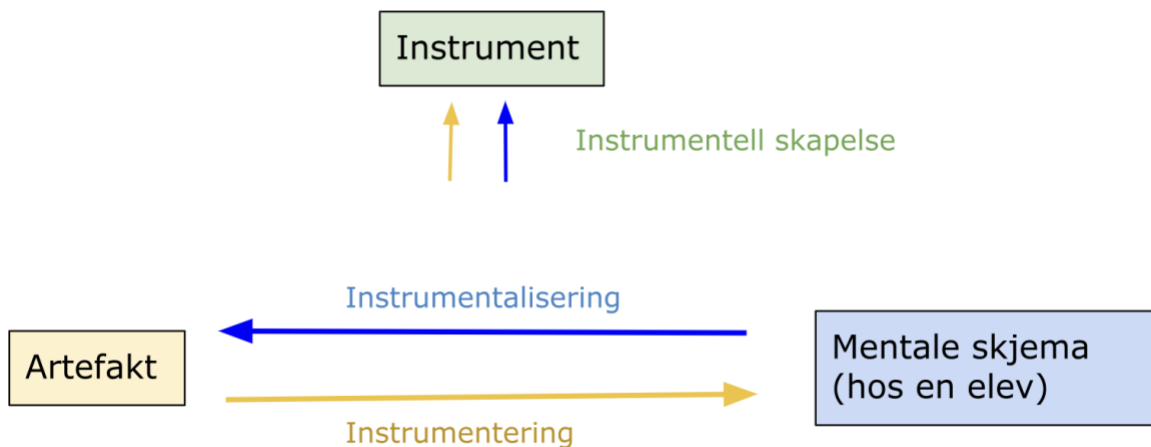 Instrument
Instrumentell skapelse
Instrumentalisering
Artefakt
Mentale skjema
(hos en elev)
Instrumentering